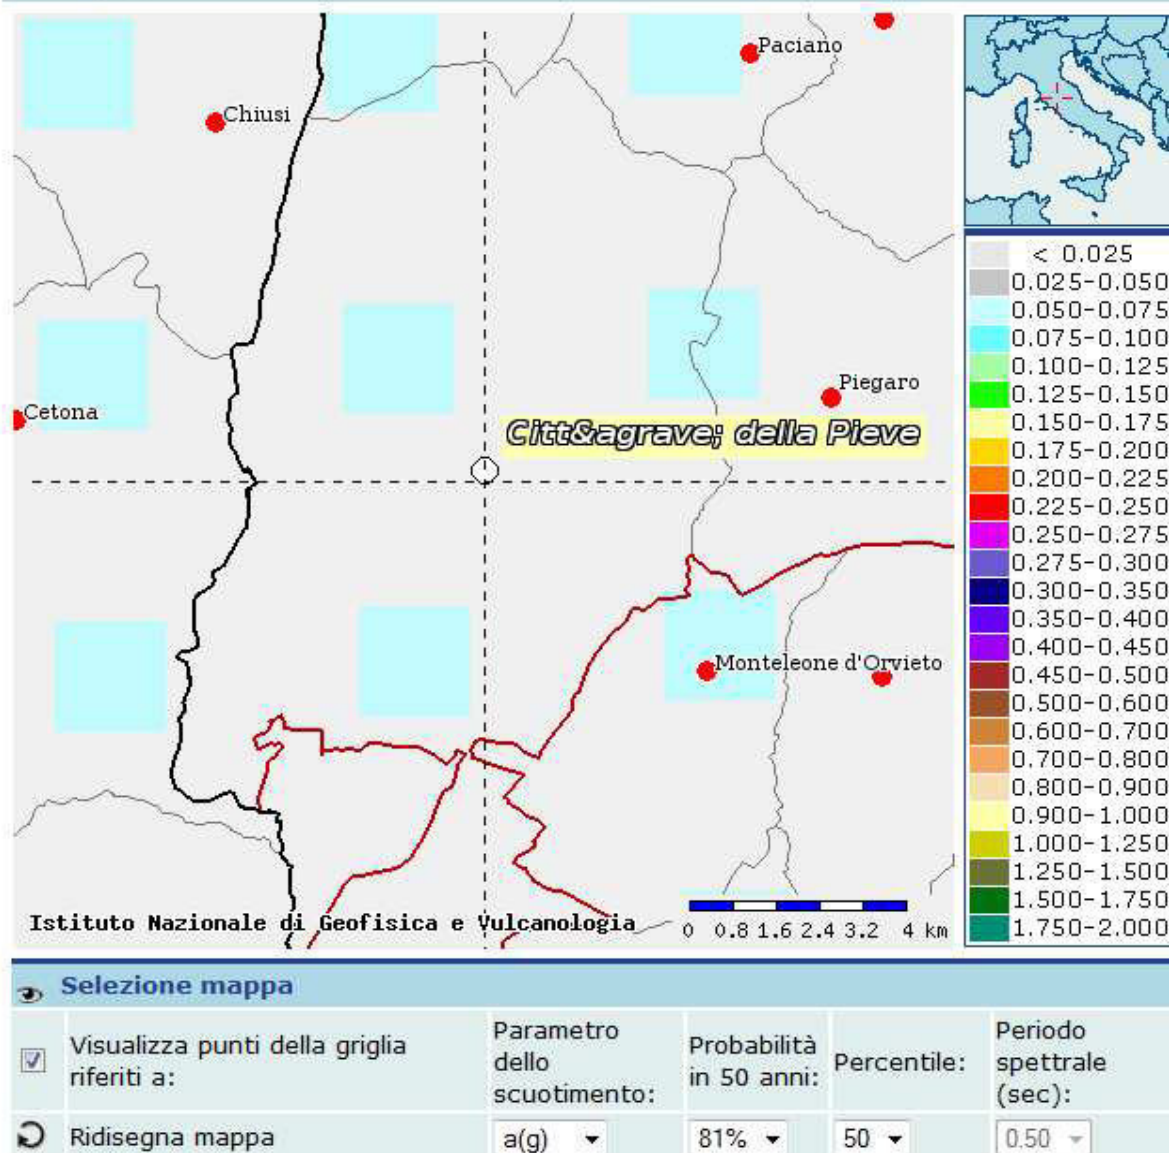 Paciano
Chiusi
Cetona
Piegaro
Citt&agrave; della Pieve
Monteleone d'Orvieto
Istituto Nazionale di Geofisica e Vulcanologia
0 0.8 1.6 2.4 3.2 4 km
< 0.025
0.025-0.050
0.050-0.075
0.075-0.100
0.100-0.125
0.125-0.150
0.150-0.175
0.175-0.200
0.200-0.225
0.225-0.250
0.250-0.275
0.275-0.300
0.300-0.350
0.350-0.400
0.400-0.450
0.450-0.500
0.500-0.600
0.600-0.700
0.700-0.800
0.800-0.900
0.900-1.000
1.000-1.250
1.250-1.500
1.500-1.750
1.750-2.000
Selezione mappa
Visualizza punti della griglia
riferiti a:
Parametro
dello
scuotimento:
Probabilità
in 50 anni:
Percentile:
Periodo
spettrale
(sec):
Ridisegna mappa
a(g)
81%
50
0.50